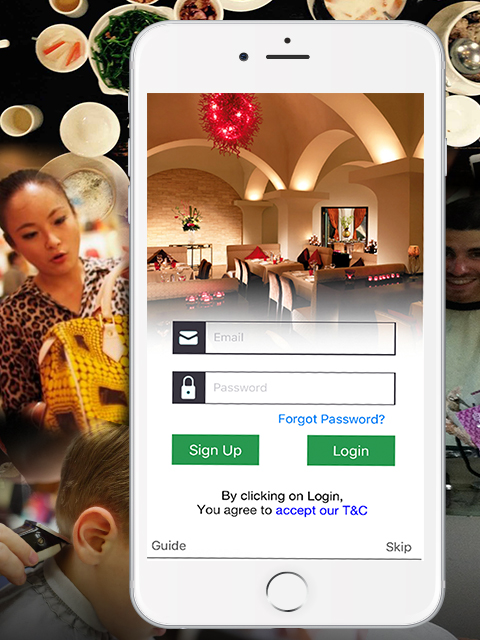 Email
Password
Forgot Password?
Sign Up
Login
By clicking on Login,
You agree to accept our T&C
Guide
Skip